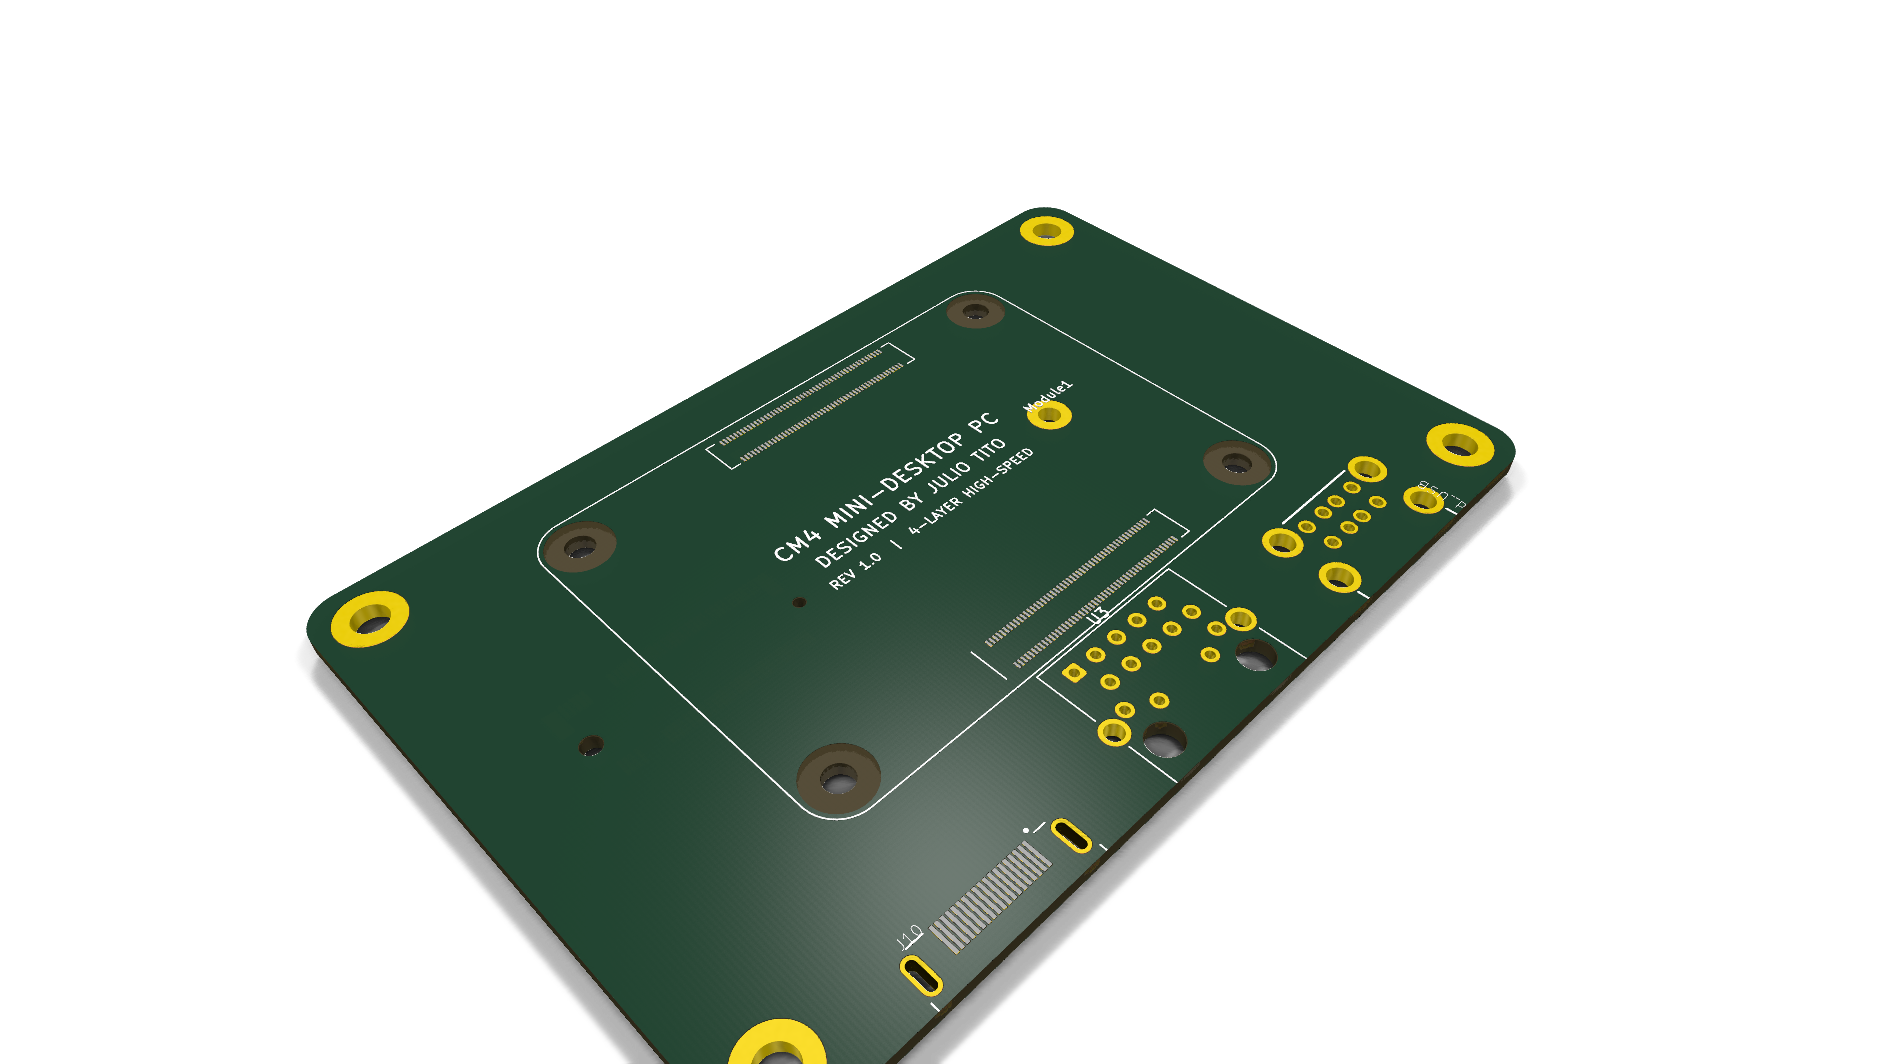 Module1
CM4 MINI-DESKTOP PC
DESIGNED BY JULIO TITO
REV 1.0 | 4-LAYER HIGH-SPEED
U3
J10